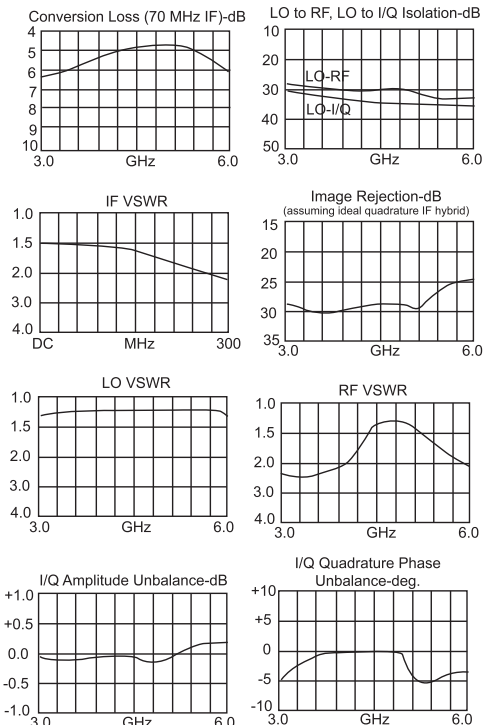 Conversion Loss (70 MHz IF)-dB
4
5
6
7
8
9
10
3.0 GHz 6.0
LO to RF, LO to I/Q Isolation-dB
10
20
30
40
50
LO-RF
LO-I/Q
3.0 GHz 6.0
IF VSWR
1.0
1.5
2.0
3.0
4.0
DC MHz 300
Image Rejection-dB
(assuming ideal quadrature IF hybrid)
15
20
25
30
35
3.0 GHz 6.0
LO VSWR
1.0
1.5
2.0
3.0
4.0
3.0 GHz 6.0
RF VSWR
1.0
1.5
2.0
3.0
4.0
3.0 GHz 6.0
I/Q Amplitude Unbalance-dB
+1.0
+0.5
0.0
-0.5
-1.0
3.0 GHz 6.0
I/Q Quadrature Phase
Unbalance-deg.
+10
+5
0
-5
-10
3.0 GHz 6.0